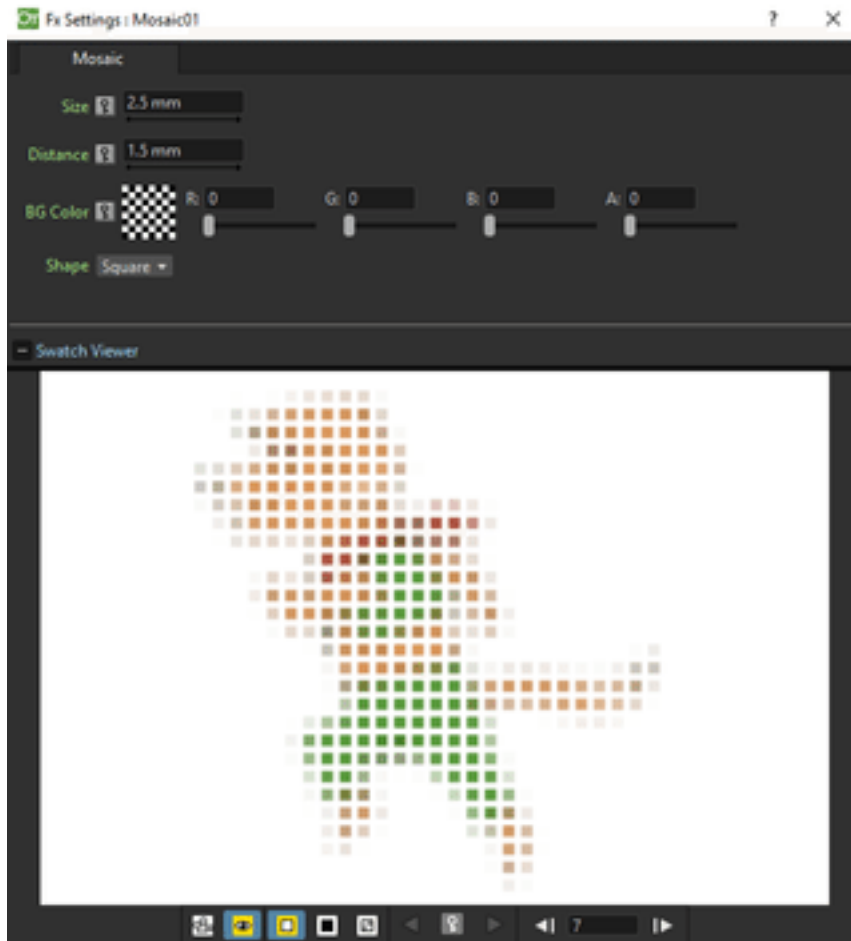 Fx Settings : Mosaic01
Mosaic
Size 2.5 mm
Distance 1.5 mm
BG Color R: 0 G: 0 B: 0 A: 0
Shape Square
Swatch Viewer
7